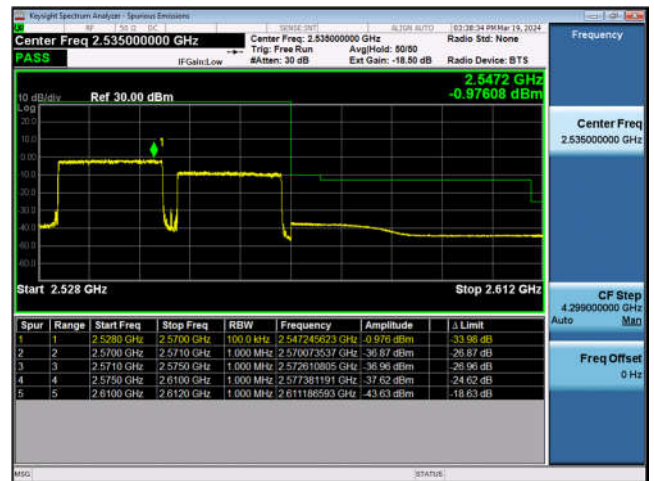 Keysight Spectrum Analyzer - Spurious Emissions
RF 50 Ω DC SENSE:INT ALIGN AUTO 02:38:34 PM Mar 19, 2024
Center Freq 2.535000000 GHz Center Freq: 2.535000000 GHz Radio Std: None
Trig: Free Run Avg|Hold: 50/50
PASS IFGain:Low #Atten: 30 dB Ext Gain: -18.50 dB Radio Device: BTS
2.5472 GHz
-0.97608 dBm
10 dB/div Ref 30.00 dBm
Log
20.0
10.0
0.00
-10.0
-20.0
-30.0
-40.0
-50.0
-60.0
1
Start 2.528 GHz Stop 2.612 GHz
Spur Range Start Freq Stop Freq RBW Frequency Amplitude Δ Limit
1 1 2.5280 GHz 2.5700 GHz 100.0 kHz 2.547245623 GHz -0.976 dBm -33.98 dB
2 2 2.5700 GHz 2.5710 GHz 1.000 MHz 2.570073537 GHz -36.87 dBm -26.87 dB
3 3 2.5710 GHz 2.5750 GHz 1.000 MHz 2.572610805 GHz -36.96 dBm -26.96 dB
4 4 2.5750 GHz 2.6100 GHz 1.000 MHz 2.577381191 GHz -37.62 dBm -24.62 dB
5 5 2.6100 GHz 2.6120 GHz 1.000 MHz 2.611186593 GHz -43.63 dBm -18.63 dB
MSG STATUS
Frequency
Center Freq
2.535000000 GHz
CF Step
4.299000000 GHz
Auto Man
Freq Offset
0 Hz